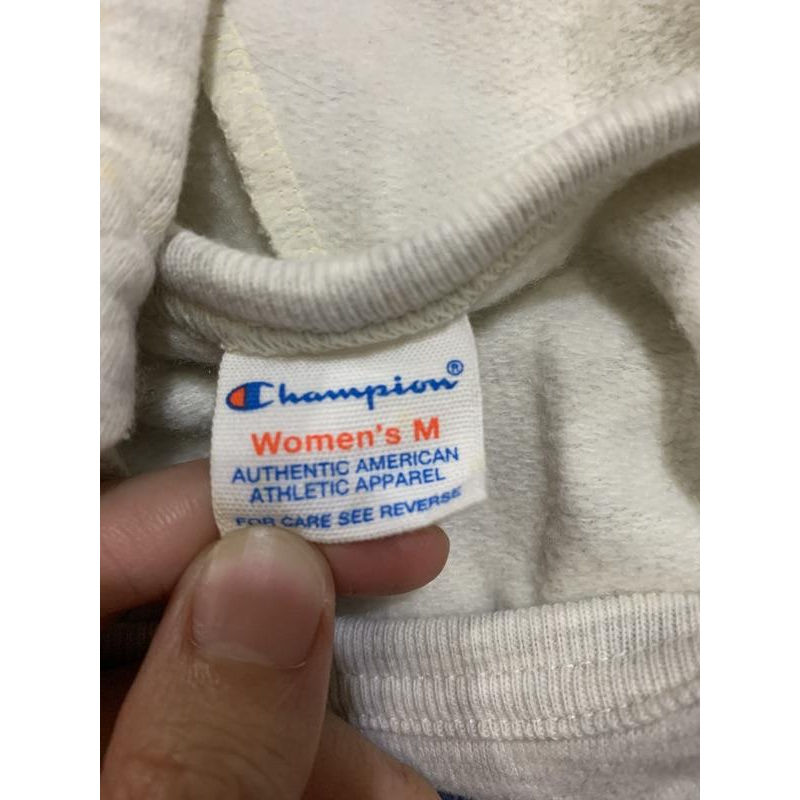 Champion®
Women's M
AUTHENTIC AMERICAN
ATHLETIC APPAREL
FOR CARE SEE REVERSE